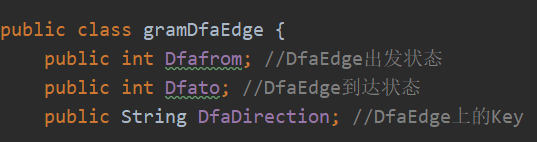 public class gramDfaEdge {
public int Dfafrom; //DfaEdge出发状态
public int Dfato; //DfaEdge到达状态
public String DfaDirection; //DfaEdge上的Key